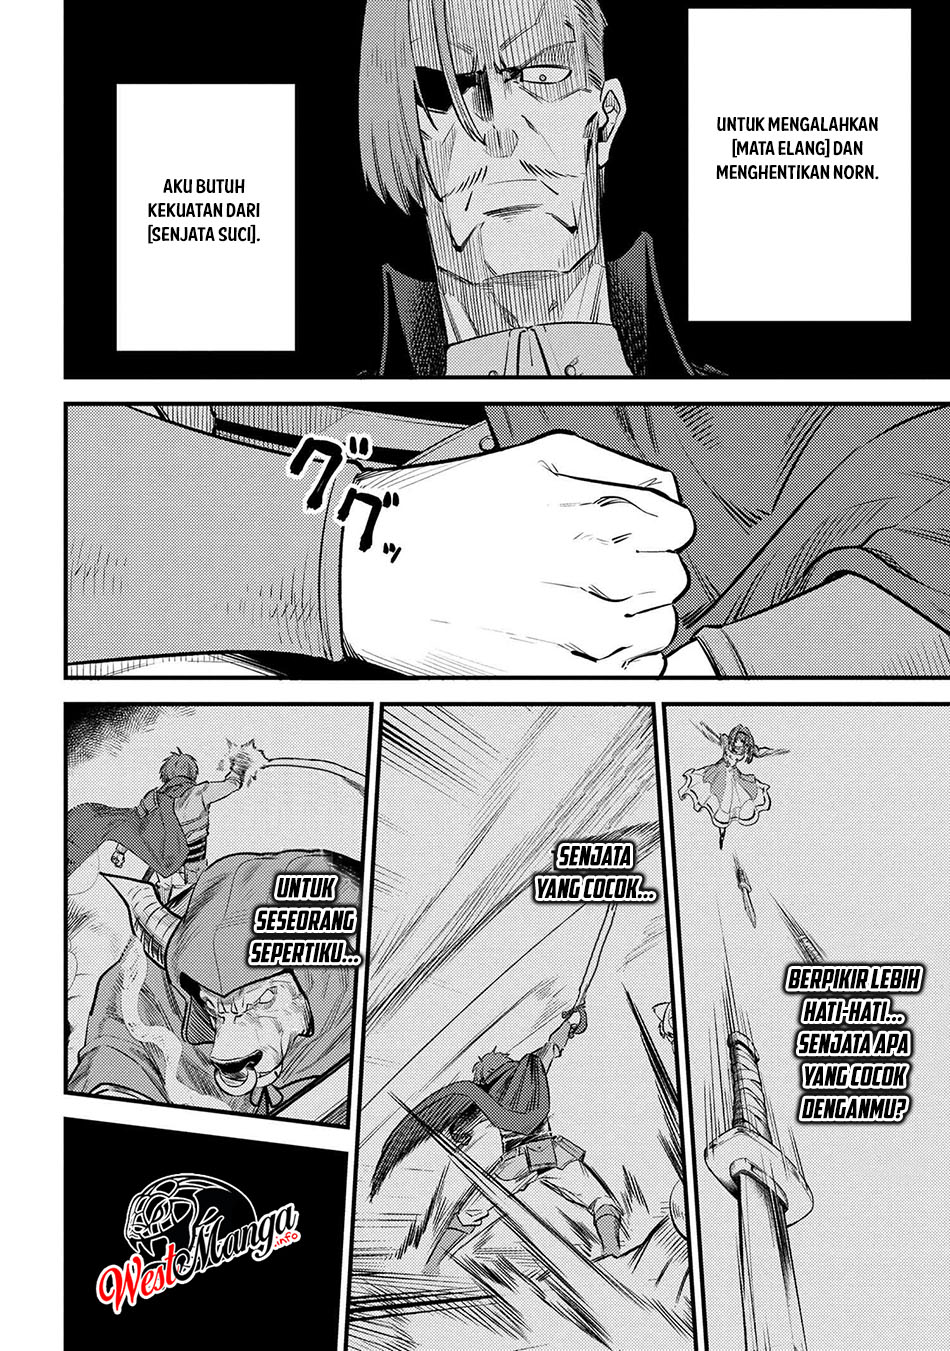 UNTUK MENGALAHKAN
[MATA ELANG] DAN
MENGHENTIKAN NORN.
AKU BUTUH
KEKUATAN DARI
[SENJATA SUCI].
グググッ
BERPIKIR LEBIH
HATI-HATI...
SENJATA APA
YANG COCOK
DENGANMU?
SENJATA
YANG COCOK...
UNTUK
SESEORANG
SEPERTIKU...
WestManga
.info